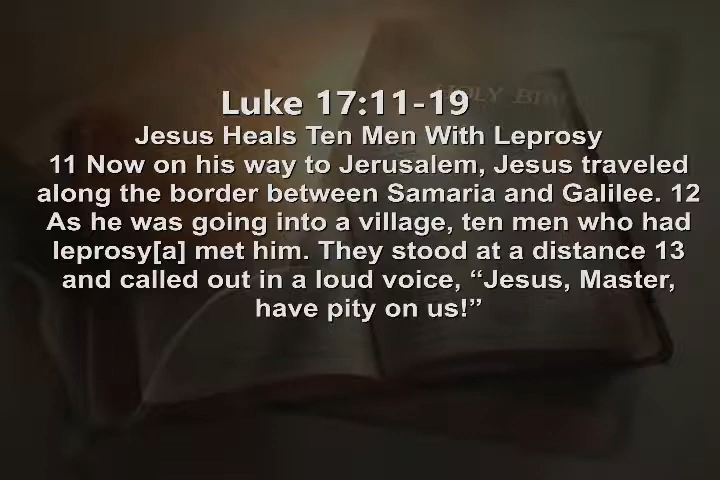 HOLY BIB
Luke 17:11-19
Jesus Heals Ten Men With Leprosy
11 Now on his way to Jerusalem, Jesus traveled
along the border between Samaria and Galilee. 12
As he was going into a village, ten men who had
leprosy[a] met him. They stood at a distance 13
and called out in a loud voice, “Jesus, Master,
have pity on us!”